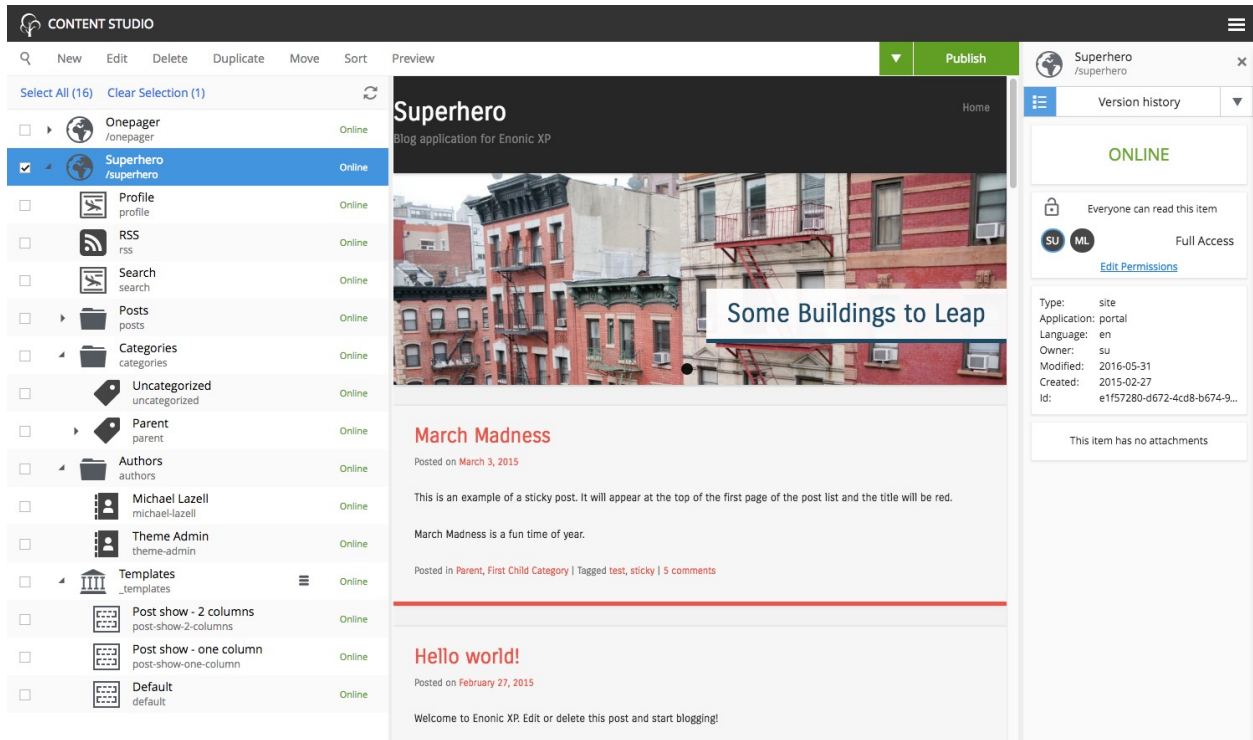 CONTENT STUDIO
New Edit Delete Duplicate Move Sort Preview Publish
Select All (16) Clear Selection (1)
Onepager
/onepager
Online
Superhero
/superhero
Online
Profile
profile
Online
RSS
rss
Online
Search
search
Online
Posts
posts
Online
Categories
categories
Online
Uncategorized
uncategorized
Online
Parent
parent
Online
Authors
authors
Online
Michael Lazell
michael-lazell
Online
Theme Admin
theme-admin
Online
Templates
_templates
Online
Post show - 2 columns
post-show-2-columns
Online
Post show - one column
post-show-one-column
Online
Default
default
Online
Superhero
Home
Blog application for Enonic XP
Some Buildings to Leap
March Madness
Posted on March 3, 2015
This is an example of a sticky post. It will appear at the top of the first page of the post list and the title will be red.
March Madness is a fun time of year.
Posted in Parent, First Child Category | Tagged test, sticky | 5 comments
Hello world!
Posted on February 27, 2015
Welcome to Enonic XP. Edit or delete this post and start blogging!
Superhero
/superhero
Version history
ONLINE
Everyone can read this item
SU ML Full Access
Edit Permissions
Type: site
Application: portal
Language: en
Owner: su
Modified: 2016-05-31
Created: 2015-02-27
Id: e1f57280-d672-4cd8-b674-9...
This item has no attachments